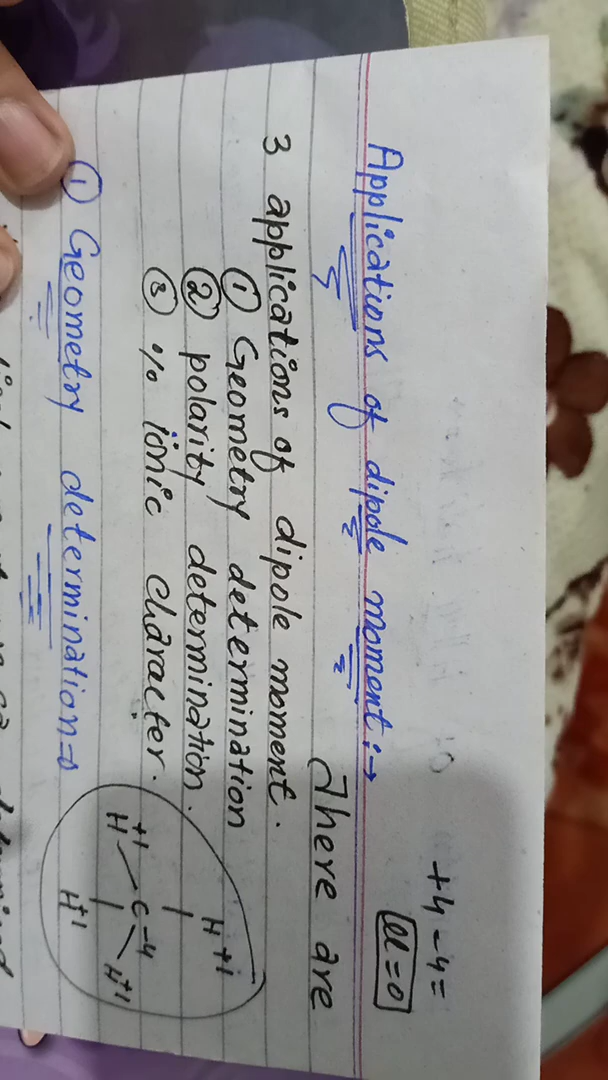 +4-4=
μ=0
Applications of dipole moment:→
There are
3 applications of dipole moment.
① Geometry determination
② polarity determination.
③ % ionic character.
① Geometry determination⇒
H +1
+1 C-4
H H+1
H+1